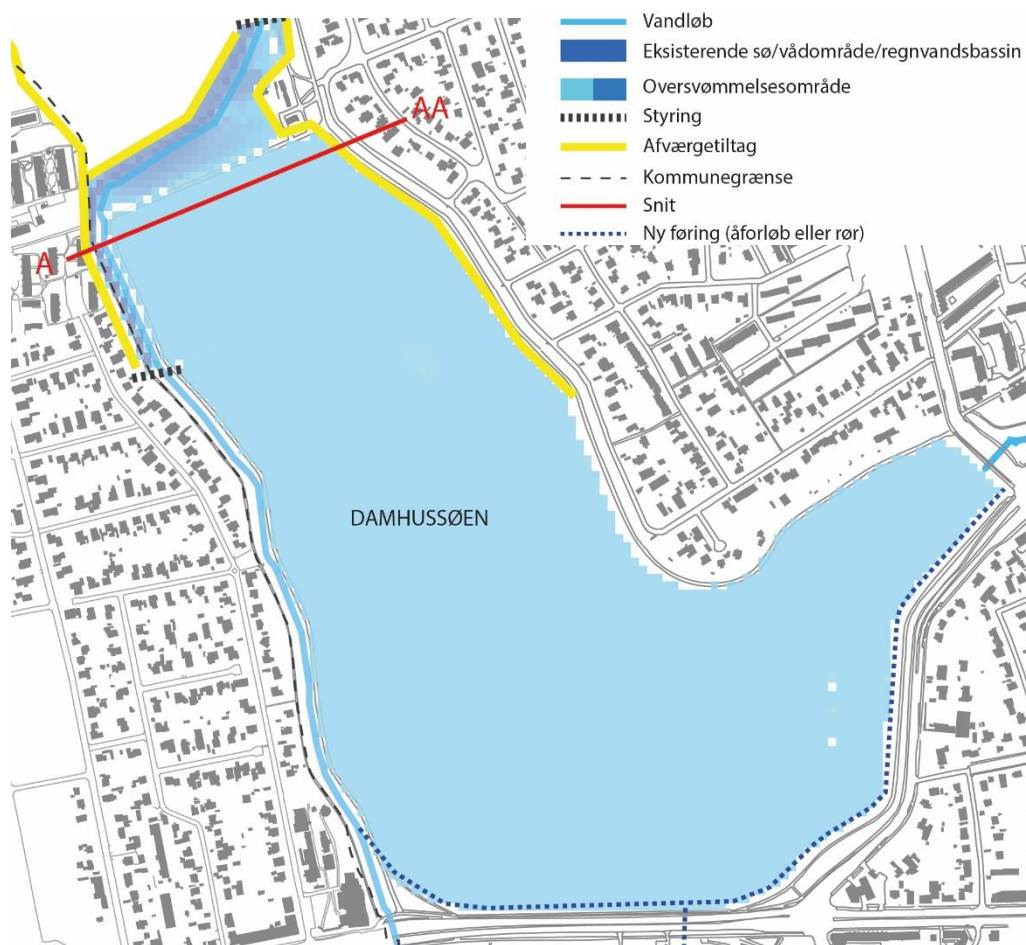 Vandløb
Eksisterende sø/vådområde/regnvandsbassin
Oversvømmelsesområde
Styring
Afværgetiltag
Kommunegrænse
Snit
Ny føring (åforløb eller rør)
AA
A
DAMHUSSØEN